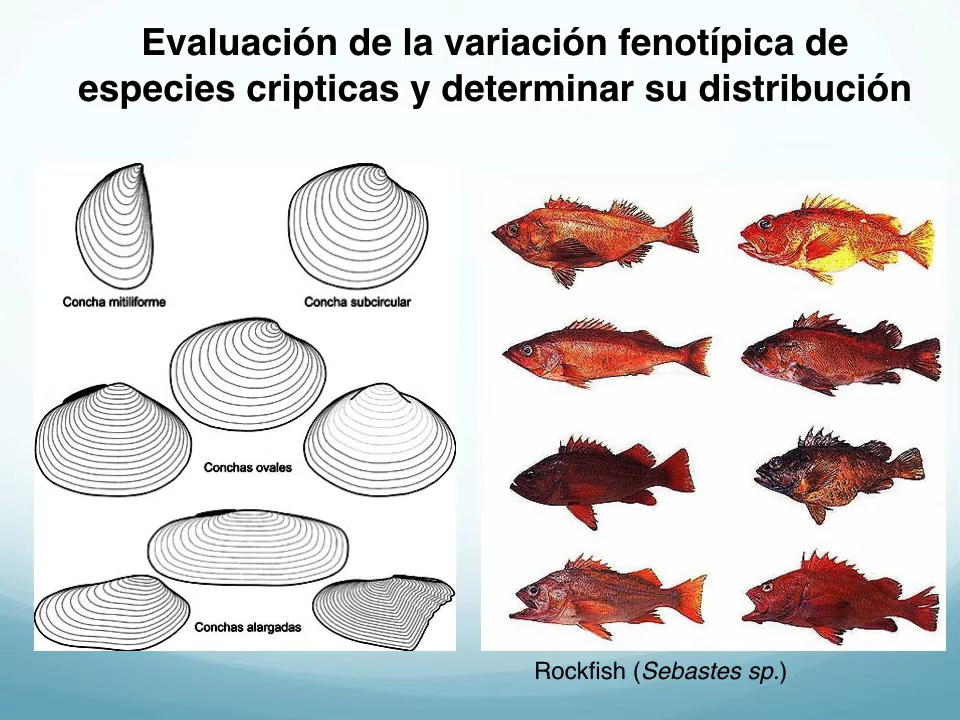 Evaluación de la variación fenotípica de
especies cripticas y determinar su distribución
Concha mitiliforme
Concha subcircular
Conchas ovales
Conchas alargadas
Rockfish (Sebastes sp.)